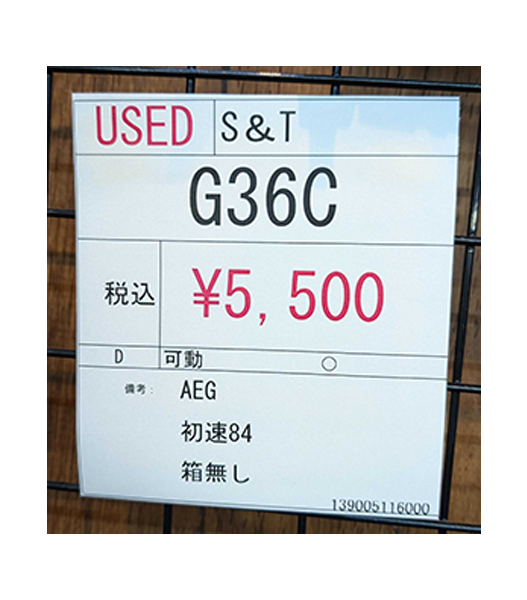 USED S&T
G36C
税込 ¥5,500
D 可動 ○
備考: AEG
初速84
箱無し
139005116000